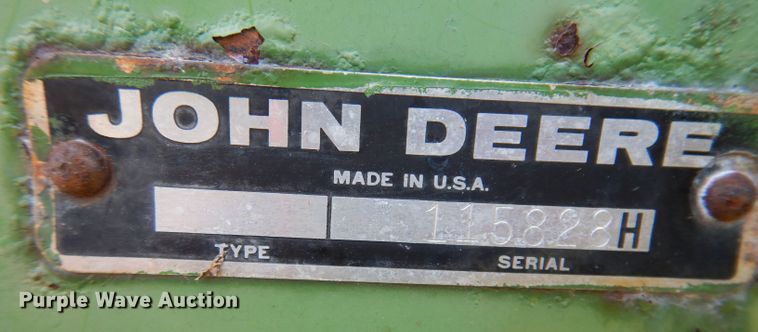 JOHN DEERE
MADE IN U.S.A.
115828H
TYPE SERIAL
Purple Wave Auction